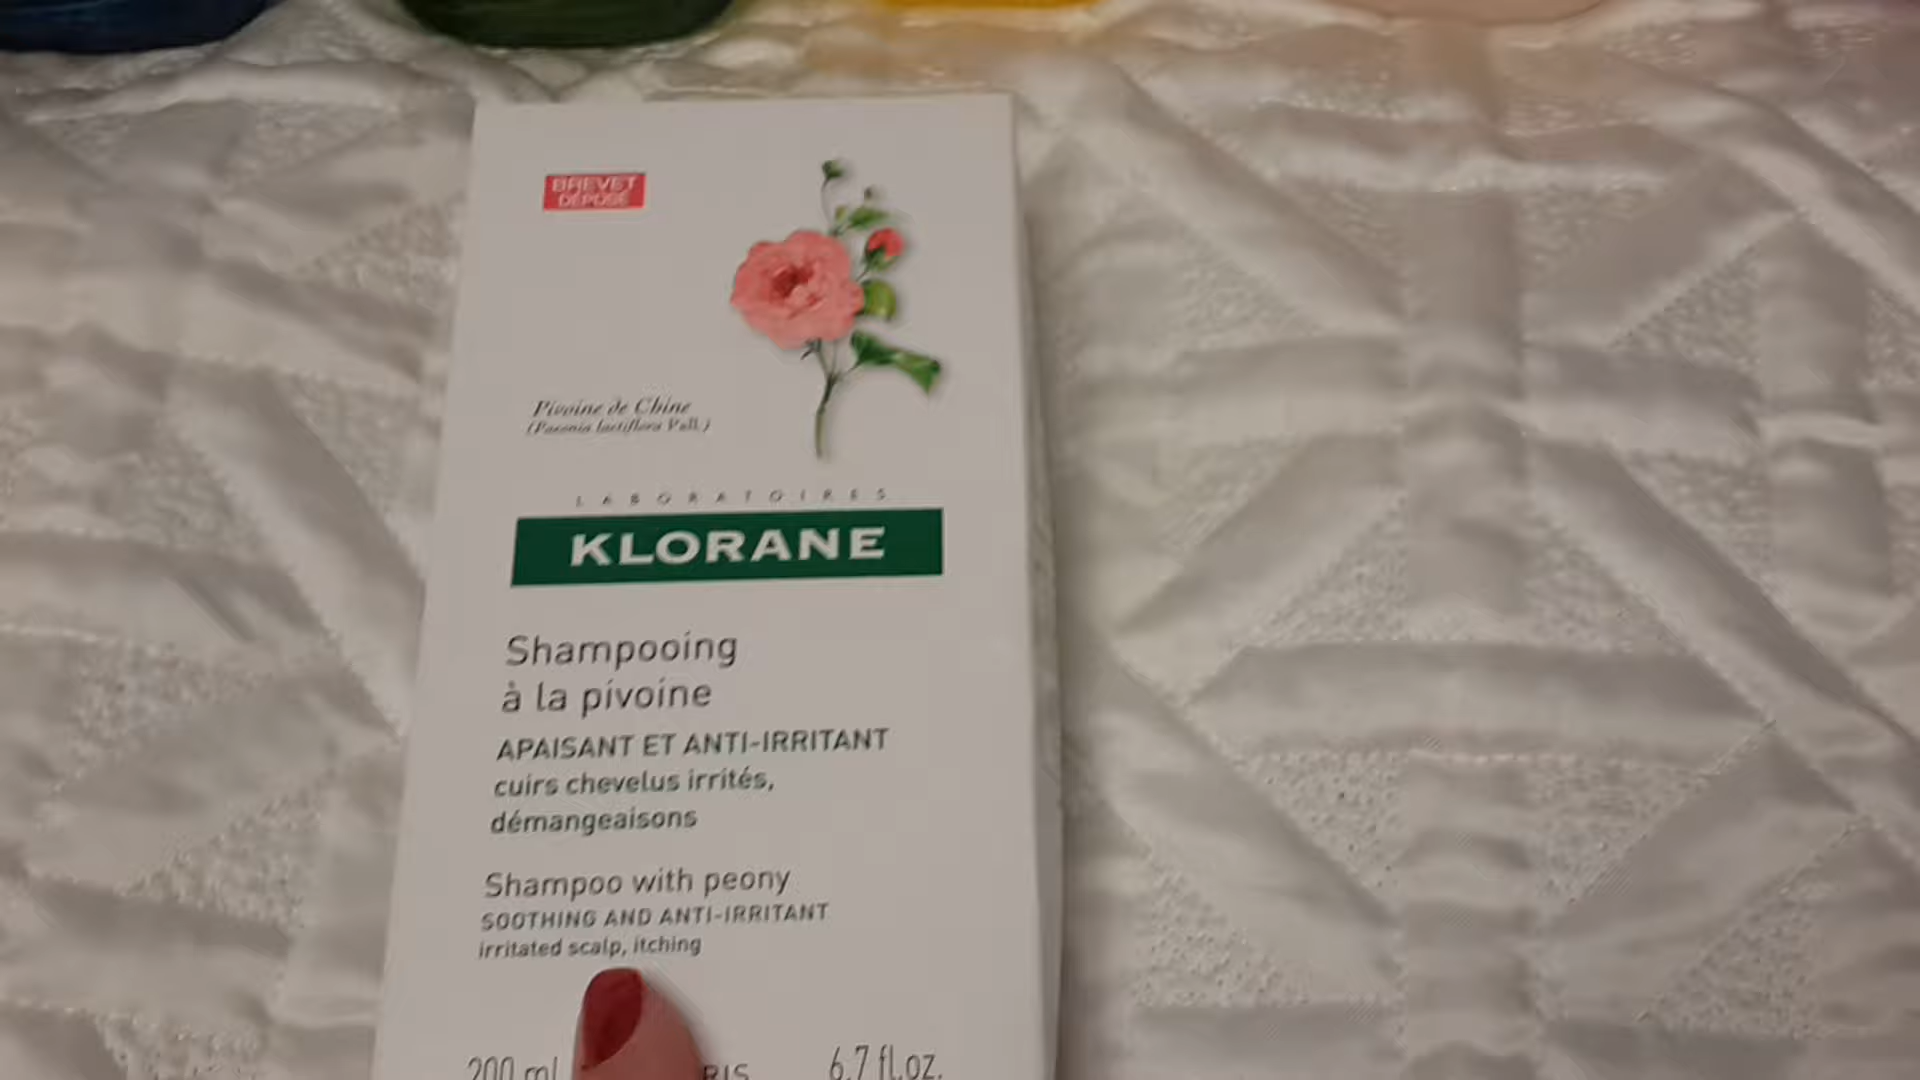 BREVET
DÉPOSÉ
Pivoine de Chine
(Paeonia lactiflora Pall.)
LABORATOIRES
KLORANE
Shampooing
à la pivoine
APAISANT ET ANTI-IRRITANT
cuirs chevelus irrités,
démangeaisons
Shampoo with peony
SOOTHING AND ANTI-IRRITANT
irritated scalp, itching
200 ml 6.7 fl.oz.